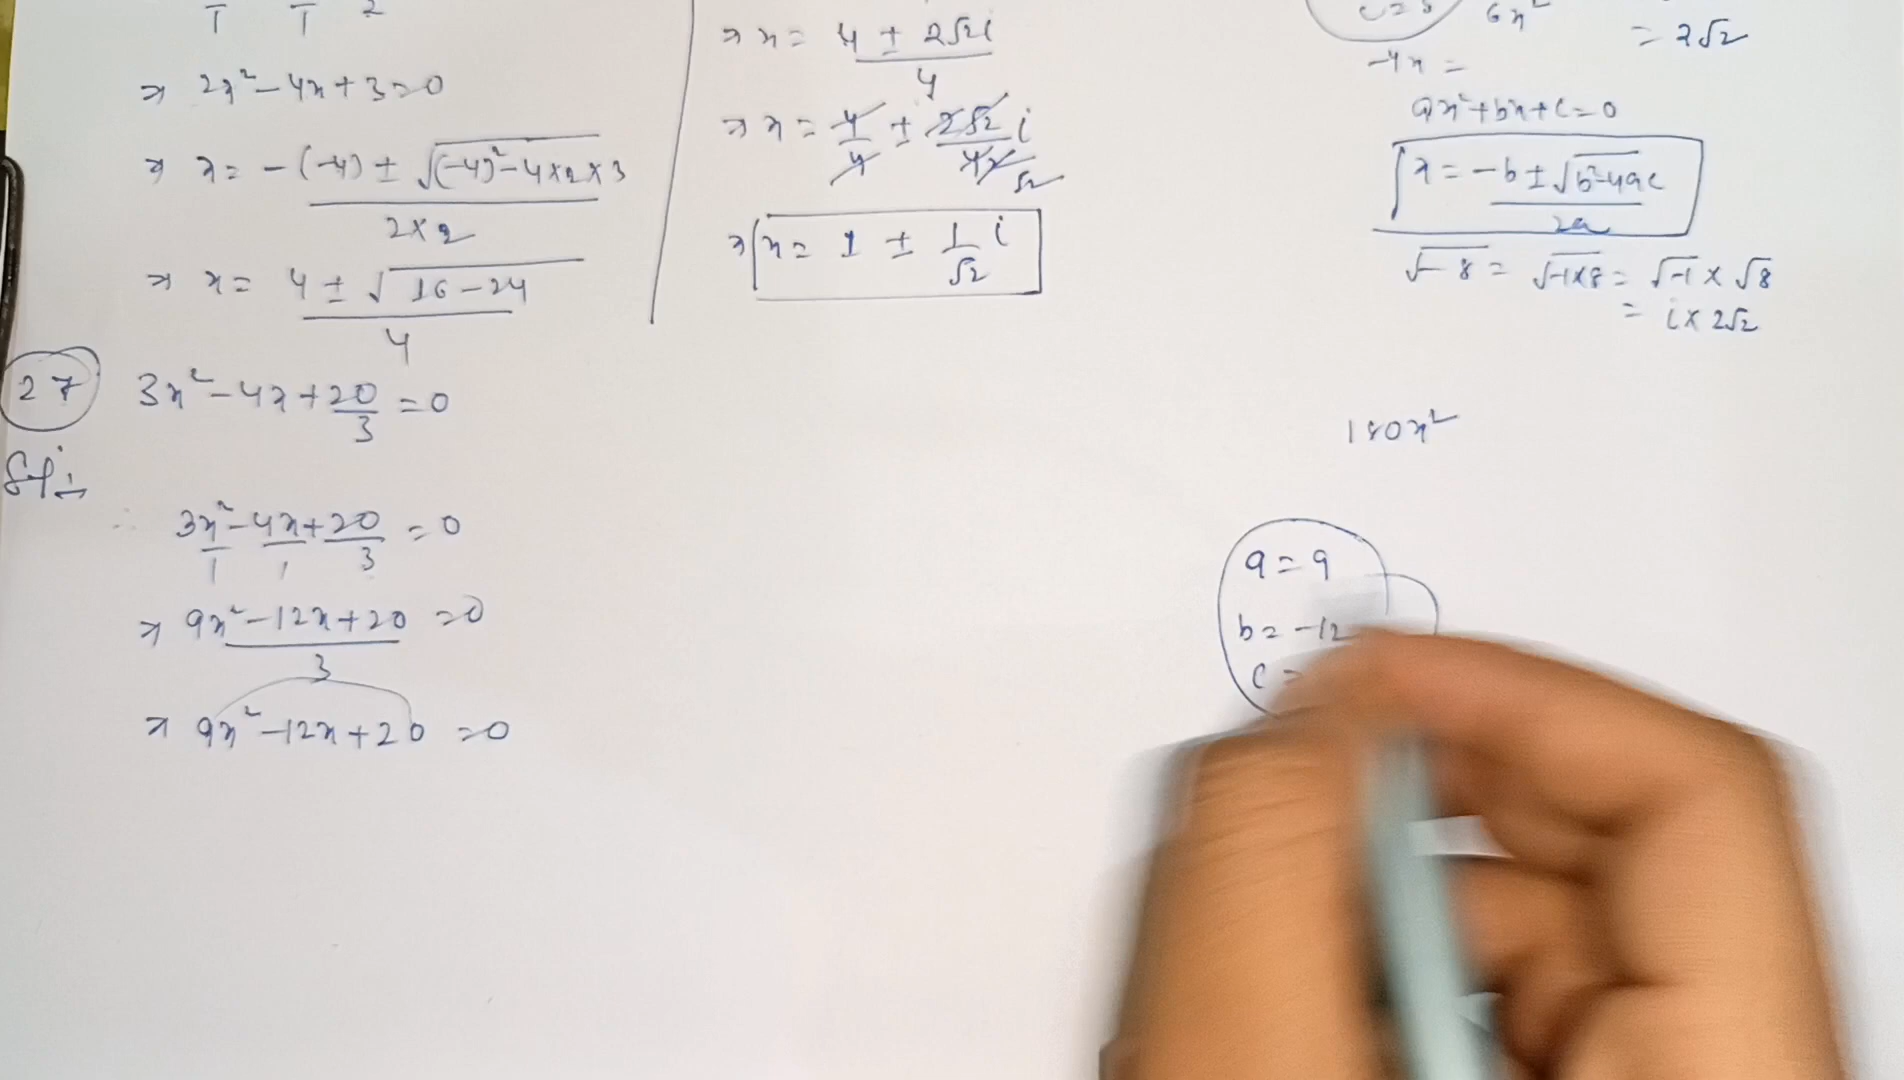 ⇒ 2x² - 4x + 3 = 0
⇒ x = -(-4) ± √(-4)² - 4×2×3
2×2
⇒ x = 4 ± √16-24
4
27 3x² - 4x + 20/3 = 0
Sol:-
∴ 3x²/1 - 4x/1 + 20/3 = 0
⇒ 9x² - 12x + 20 = 0
3
⇒ 9x² - 12x + 20 = 0
⇒ x = 4 ± 2√2i
4
⇒ x = 4/4 ± 2√2/4 i
√2
⇒ x = 1 ± 1/√2 i
6x²
= 2√2
-4x =
ax² + bx + c = 0
x = -b ± √b²-4ac
2a
√-8 = √-1×8 = √-1 × √8
= i × 2√2
180x²
a = 9
b = -12
c =